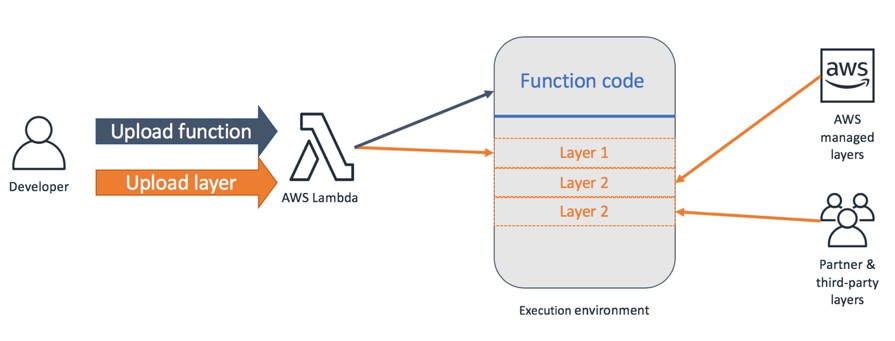 Developer
Upload function
Upload layer
AWS Lambda
Function code
Layer 1
Layer 2
Layer 2
Execution environment
aws
AWS
managed
layers
Partner &
third-party
layers